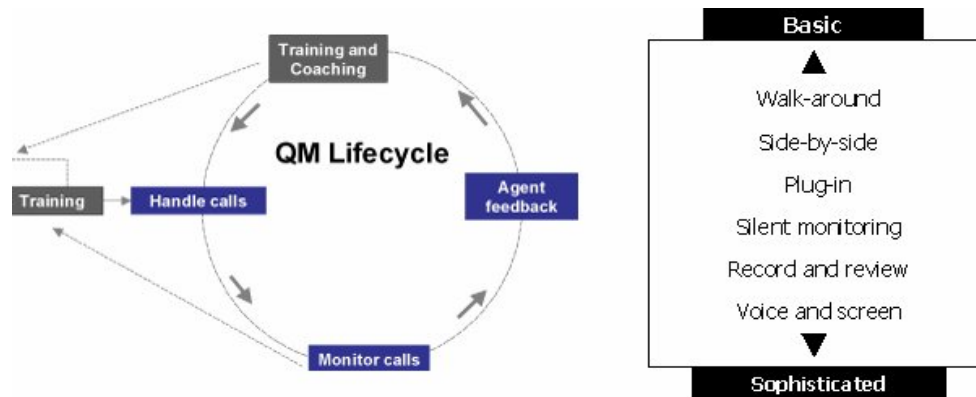 Training and
Coaching
QM Lifecycle
Training
Handle calls
Agent
feedback
Monitor calls
Basic
Walk-around
Side-by-side
Plug-in
Silent monitoring
Record and review
Voice and screen
Sophisticated